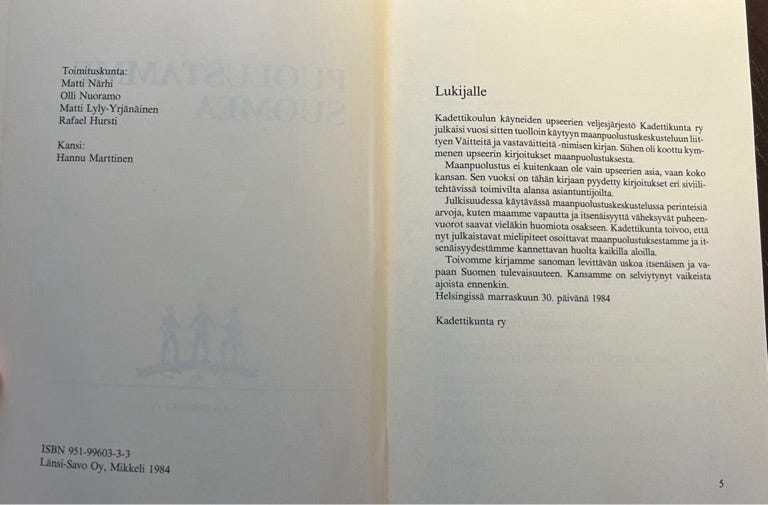 Toimituskunta:
Matti Närhi
Olli Nuoramo
Matti Lyly-Yrjänäinen
Rafael Hursti
Kansi:
Hannu Marttinen
ISBN 951-99603-3-3
Länsi-Savo Oy, Mikkeli 1984
Lukijalle
Kadettikoulun käyneiden upseerien veljesjärjestö Kadettikunta ry
julkaisi vuosi sitten tuolloin käytyyn maanpuolustuskeskusteluun liit-
tyen Väitteitä ja vastaväitteitä -nimisen kirjan. Siihen oli koottu kym-
menen upseerin kirjoitukset maanpuolustuksesta.
Maanpuolustus ei kuitenkaan ole vain upseerien asia, vaan koko
kansan. Sen vuoksi on tähän kirjaan pyydetty kirjoitukset eri siviili-
tehtävissä toimivilta alansa asiantuntijoilta.
Julkisuudessa käytävässä maanpuolustuskeskustelussa perinteisiä
arvoja, kuten maamme vapautta ja itsenäisyyttä väheksyvät puheen-
vuorot saavat vieläkin huomiota osakseen. Kadettikunta toivoo, että
nyt julkaistavat mielipiteet osoittavat maanpuolustuksestamme ja it-
senäisyydestämme kannettavan huolta kaikilla aloilla.
Toivomme kirjamme sanoman levittävän uskoa itsenäisen ja va-
paan Suomen tulevaisuuteen. Kansamme on selviytynyt vaikeista
ajoista ennenkin.
Helsingissä marraskuun 30. päivänä 1984
Kadettikunta ry
5